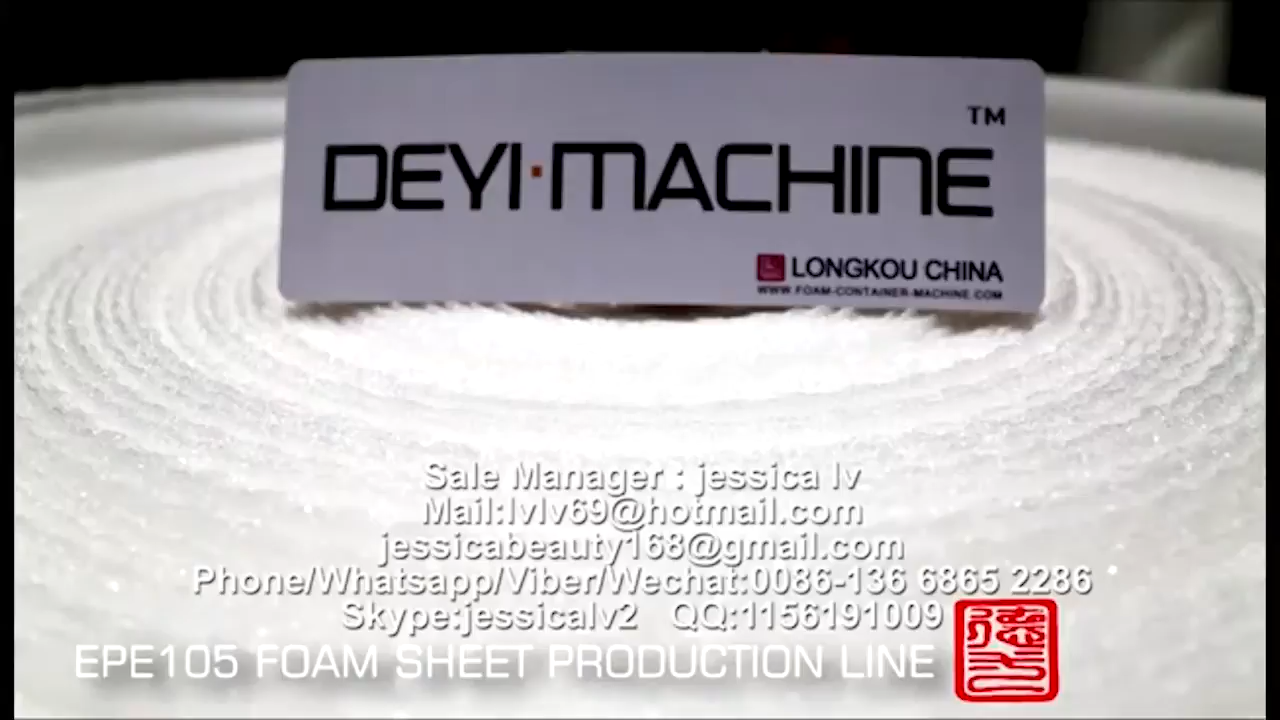 TM
DEYI·MACHINE
LONGKOU CHINA
WWW. FOAM-CONTAINER-MACHINE.COM
Sale Manager : jessica lv
Mail:lvlv69@hotmail.com
jessicabeauty168@gmail.com
Phone/Whatsapp/Viber/Wechat:0086-136 6865 2286
Skype:jessicalv2 QQ:1156191009
EPE105 FOAM SHEET PRODUCTION LINE